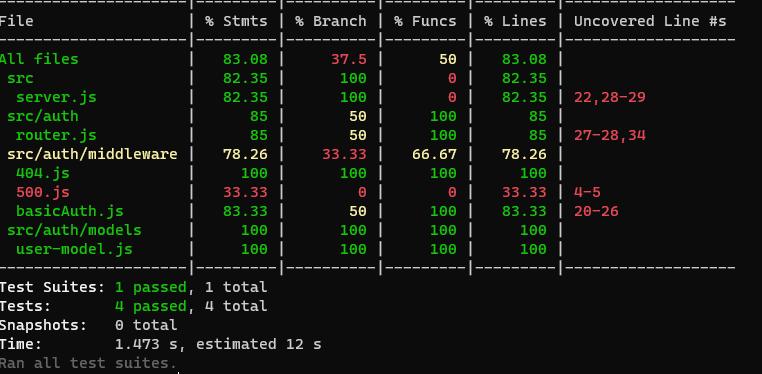 --------------------|---------|----------|---------|---------|-------------------
File                | % Stmts | % Branch | % Funcs | % Lines | Uncovered Line #s
--------------------|---------|----------|---------|---------|-------------------
All files           |   83.08 |     37.5 |      50 |   83.08 |
 src                |   82.35 |      100 |       0 |   82.35 |
  server.js         |   82.35 |      100 |       0 |   82.35 | 22,28-29
 src/auth           |      85 |       50 |     100 |      85 |
  router.js         |      85 |       50 |     100 |      85 | 27-28,34
 src/auth/middleware |   78.26 |    33.33 |   66.67 |   78.26 |
  404.js            |     100 |      100 |     100 |     100 |
  500.js            |   33.33 |        0 |       0 |   33.33 | 4-5
  basicAuth.js      |   83.33 |       50 |     100 |   83.33 | 20-26
 src/auth/models    |     100 |      100 |     100 |     100 |
  user-model.js     |     100 |      100 |     100 |     100 |
--------------------|---------|----------|---------|---------|-------------------
Test Suites: 1 passed, 1 total
Tests:       4 passed, 4 total
Snapshots:   0 total
Time:        1.473 s, estimated 12 s
Ran all test suites.